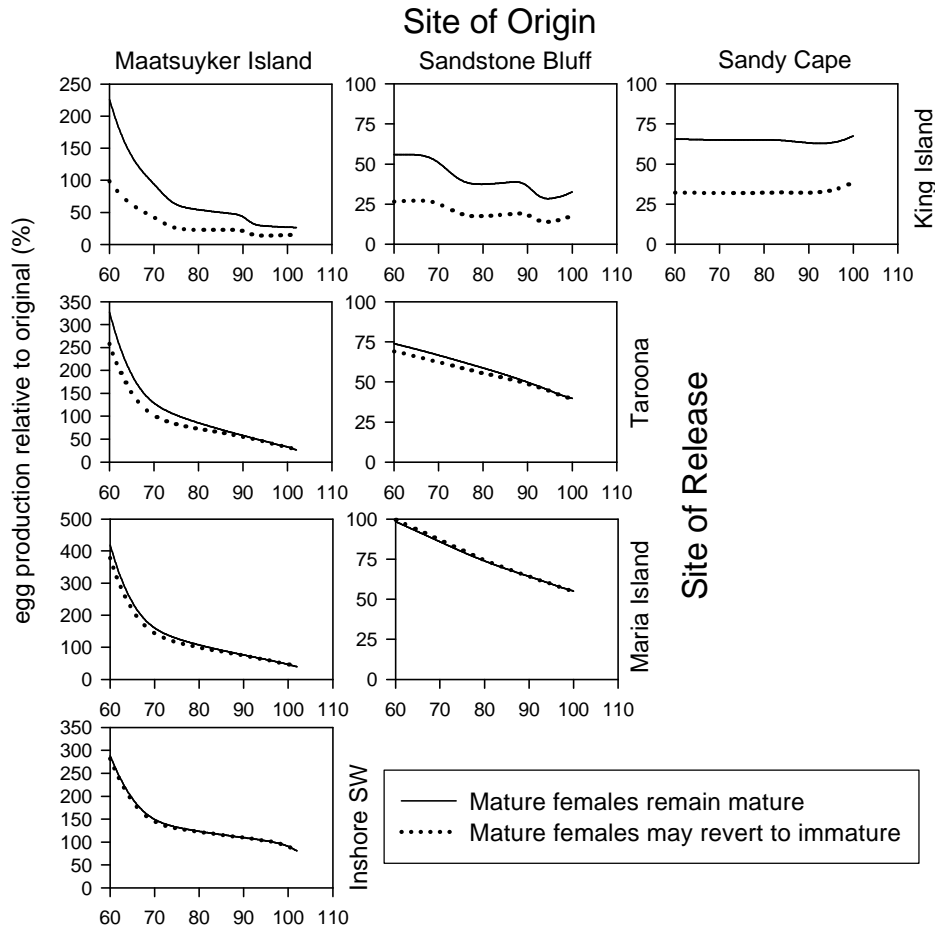 Site of Origin
Maatsuyker Island
Sandstone Bluff
Sandy Cape
egg production relative to original (%)
250
200
150
100
50
0
60 70 80 90 100 110
100
75
50
25
0
60 70 80 90 100 110
100
75
50
25
0
60 70 80 90 100 110
King Island
350
300
250
200
150
100
50
0
60 70 80 90 100 110
100
75
50
25
0
60 70 80 90 100 110
Taroona
Site of Release
500
400
300
200
100
0
60 70 80 90 100 110
100
75
50
25
0
60 70 80 90 100 110
Maria Island
350
300
250
200
150
100
50
0
60 70 80 90 100 110
Inshore SW
Mature females remain mature
Mature females may revert to immature